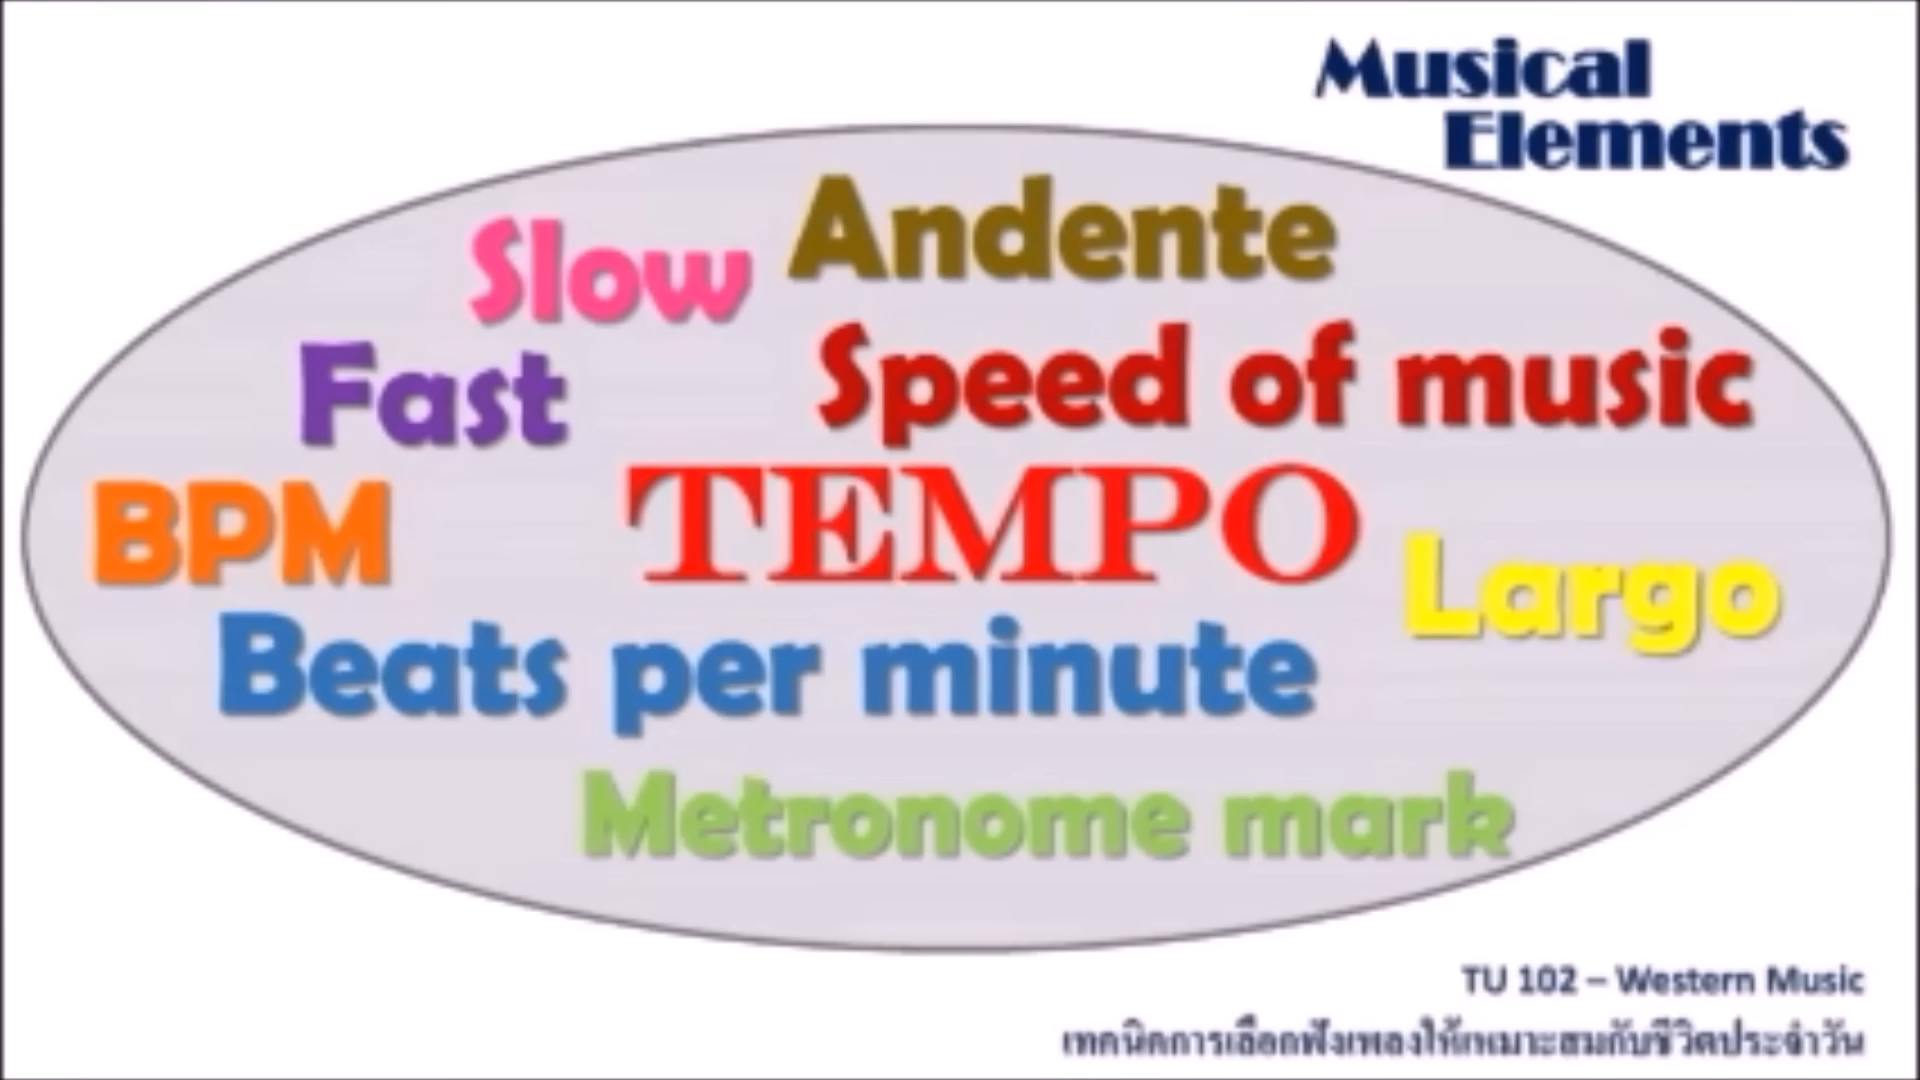 Musical
Elements
Andente
Slow
Speed of music
Fast
TEMPO
BPM
Largo
Beats per minute
Metronome mark
TU 102 – Western Music
เทคนิคการเลือกฟังเพลงให้เหมาะสมกับชีวิตประจำวัน